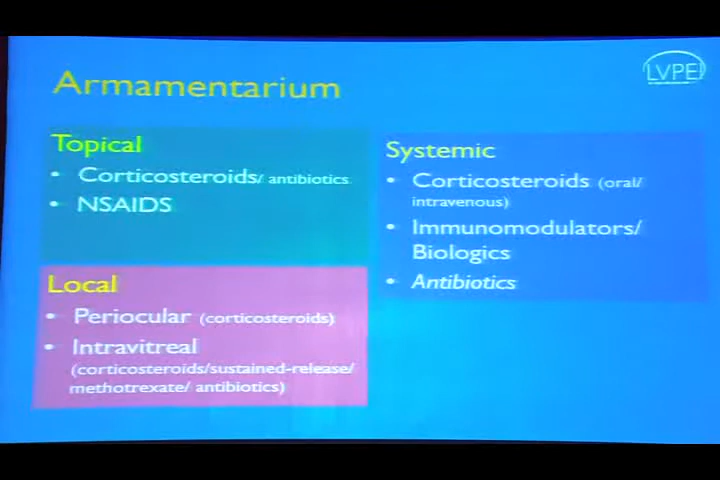 Armamentarium
LVPEI
Topical
• Corticosteroids/ antibiotics
• NSAIDS
Local
• Periocular (corticosteroids)
• Intravitreal
(corticosteroids/sustained-release/
methotrexate/ antibiotics)
Systemic
• Corticosteroids (oral/
intravenous)
• Immunomodulators/
Biologics
• Antibiotics